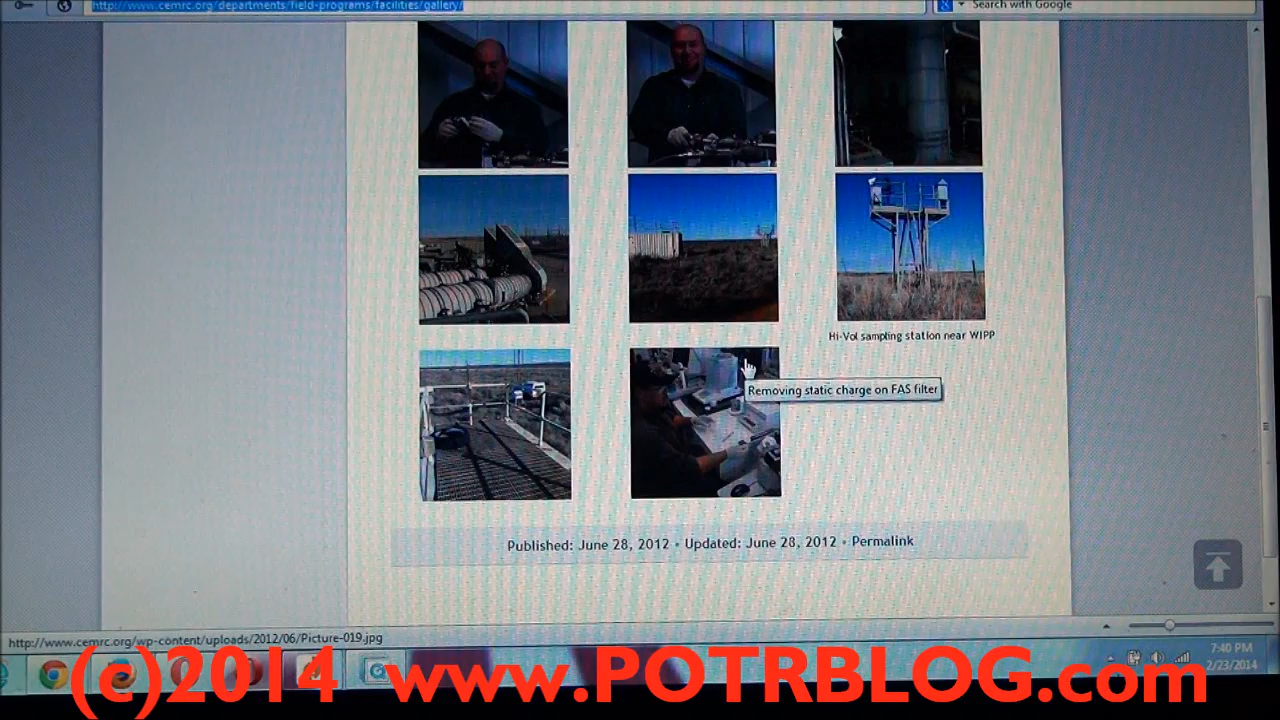 http://www.cemrc.org/departments/field-programs/facilities/gallery/
Search with Google
Hi-Vol sampling station near WIPP
Removing static charge on FAS filter
Published: June 28, 2012 • Updated: June 28, 2012 • Permalink
http://www.cemrc.org/wp-content/uploads/2012/06/Picture-019.jpg
7:40 PM
2/23/2014
(c)2014 www.POTRBLOG.com